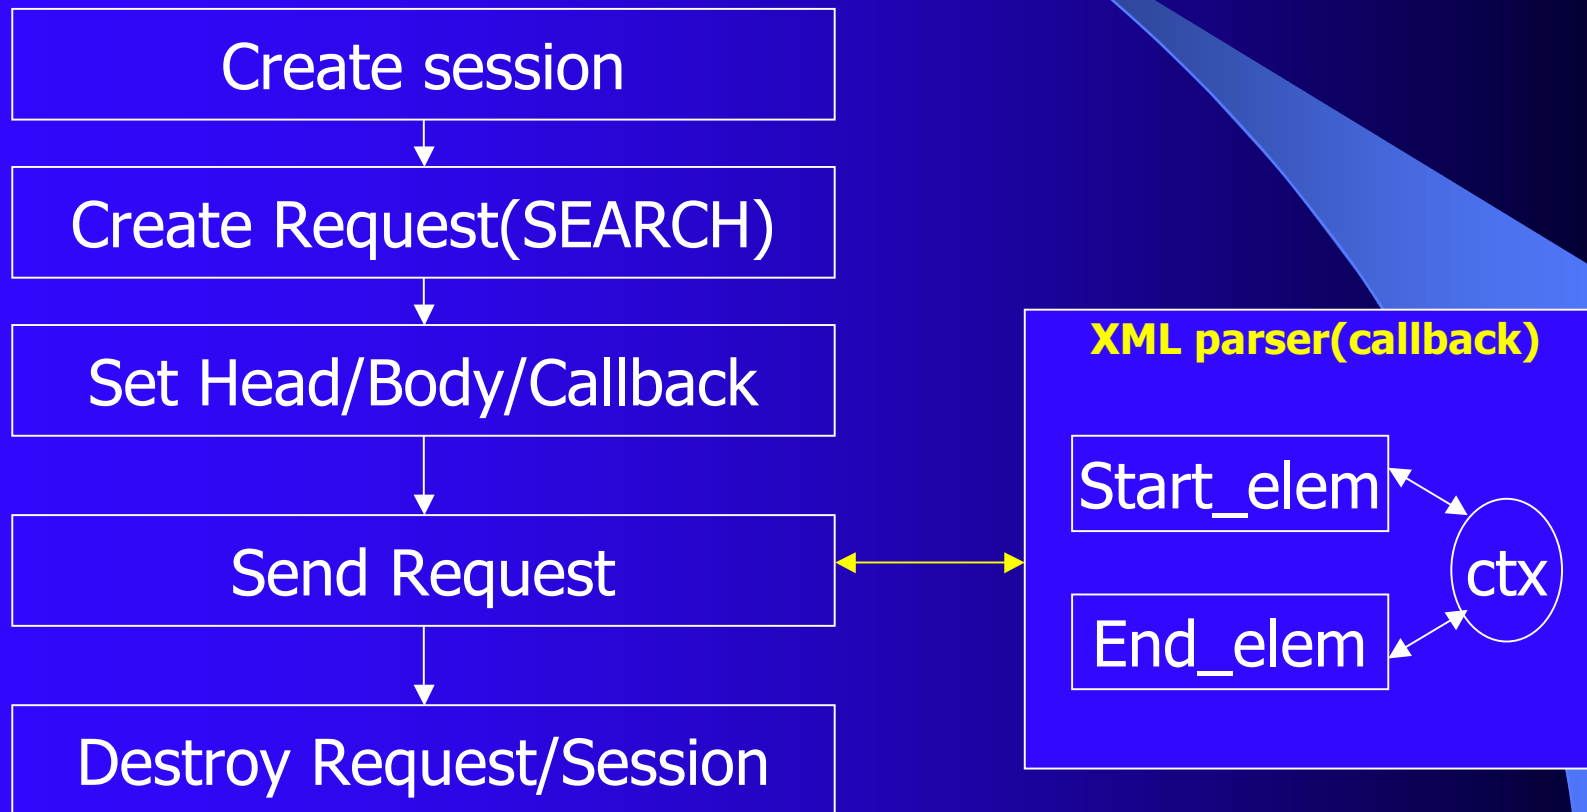 Create session
Create Request(SEARCH)
Set Head/Body/Callback
Send Request
Destroy Request/Session
XML parser(callback)
Start_elem
ctx
End_elem